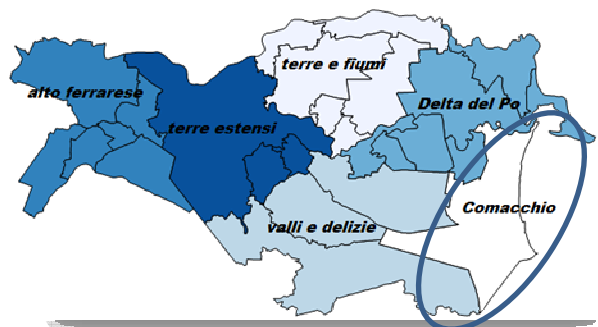 terre e fiumi
alto ferrarese
Delta del Po
terre estensi
Comacchio
valli e delizie